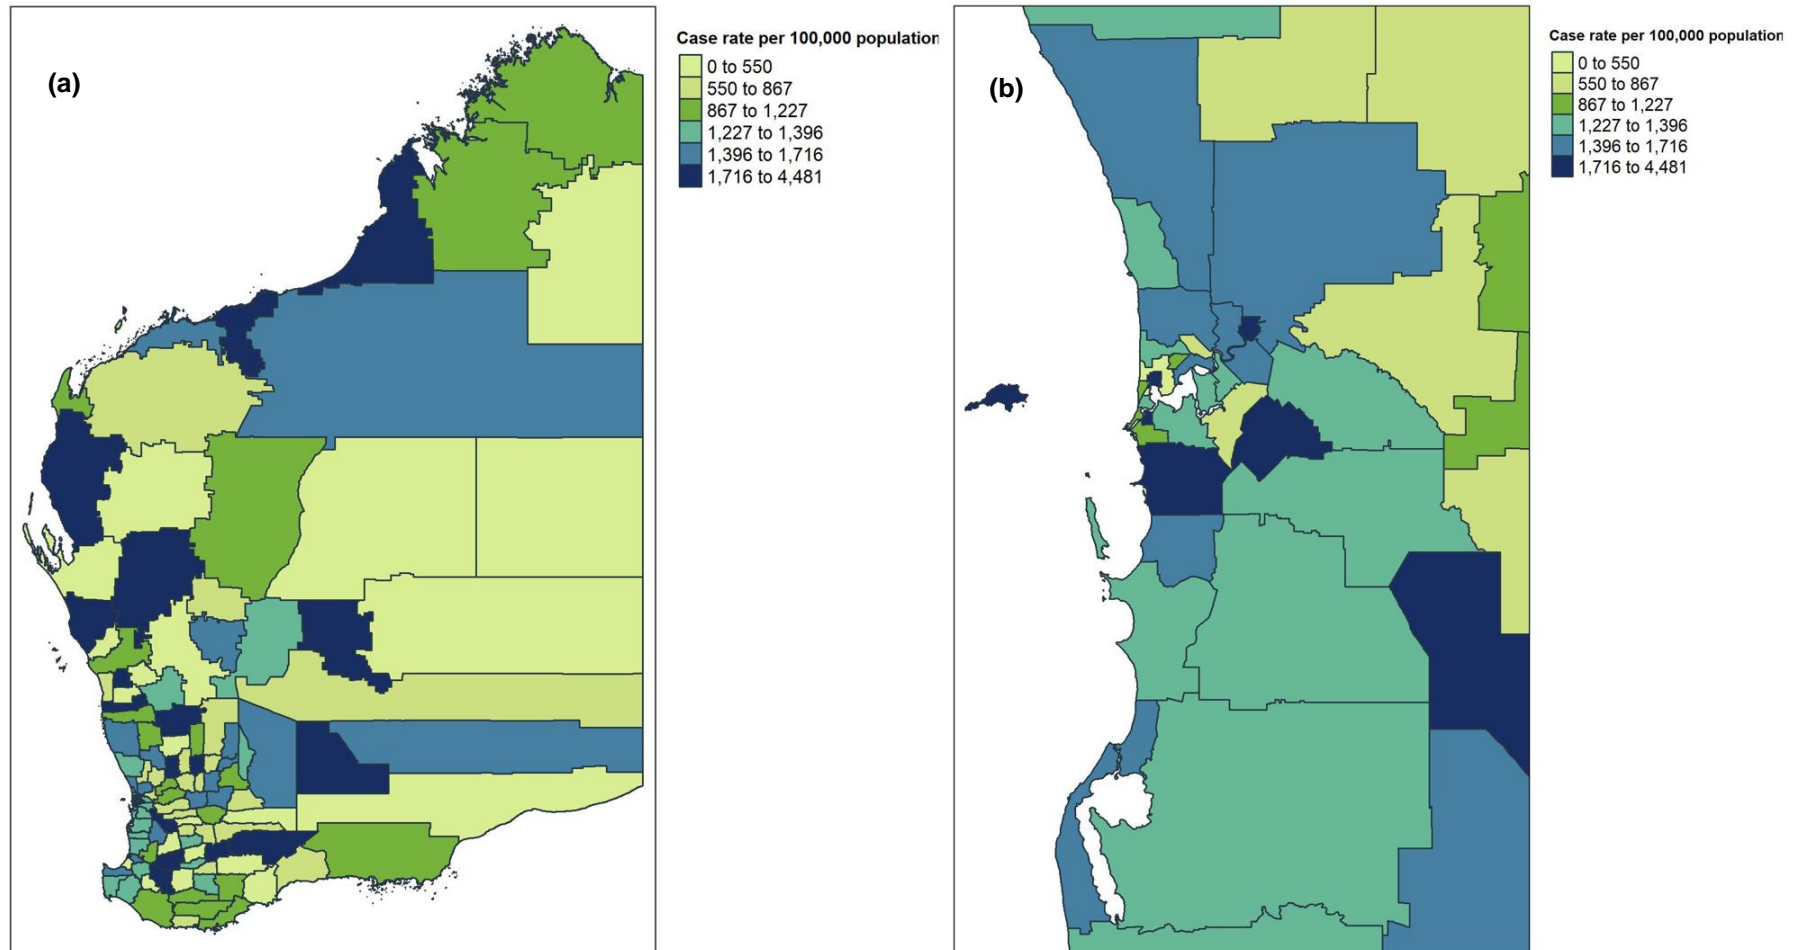 (a)
Case rate per 100,000 population
0 to 550
550 to 867
867 to 1,227
1,227 to 1,396
1,396 to 1,716
1,716 to 4,481
(b)
Case rate per 100,000 population
0 to 550
550 to 867
867 to 1,227
1,227 to 1,396
1,396 to 1,716
1,716 to 4,481